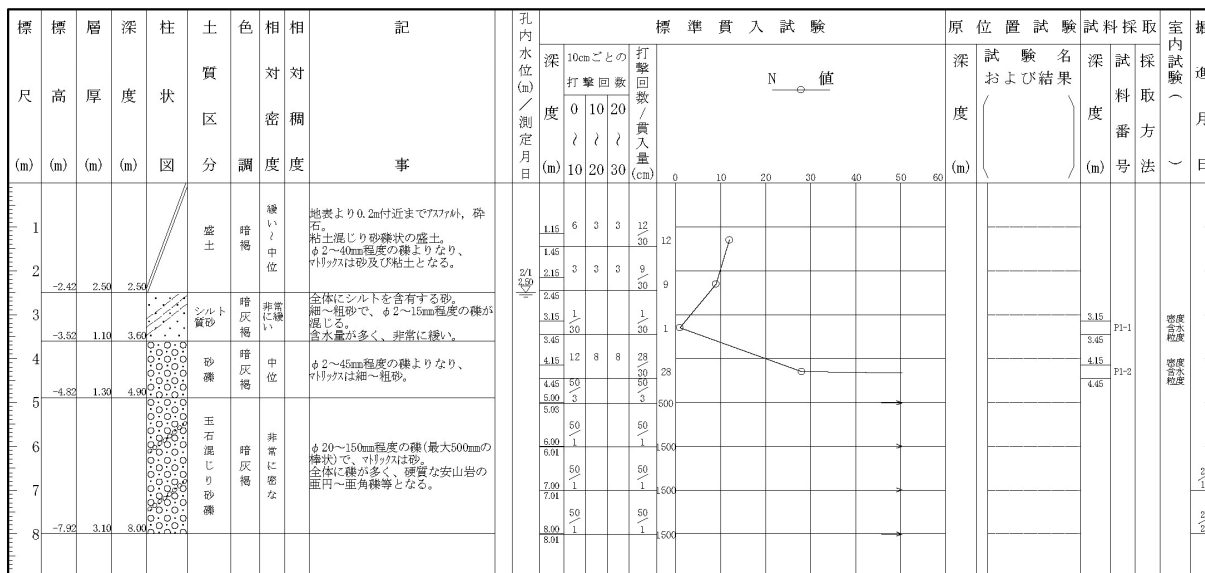 標尺(m)
標高(m)
層厚(m)
深度(m)
柱状図
土質区分
色調
相対密度
相対稠度
記事
孔内水位(m)／測定月日
標準貫入試験
深度(m)
10cmごとの
打撃回数
0～10
10～20
20～30
打撃回数／貫入量(cm)
N 値
0 10 20 30 40 50 60
原位置試験
深度(m)
試験名
および結果
試料採取
深度(m)
試料番号
採取方法
室内試験( )
掘進月日
1
2
3
4
5
6
7
8
-2.42 2.50 2.50
盛土
暗褐
緩い～中位
地表より0.2m付近までアスファルト, 砕
石。
粘土混じり砂礫状の盛土。
φ2～40mm程度の礫よりなり、
マトリックスは砂及び粘土となる。
-3.52 1.10 3.60
シルト質砂
暗灰褐
非常に緩い
全体にシルトを含有する砂。
細～粗砂で、φ2～15mm程度の礫が
混じる。
含水量が多く、非常に緩い。
-4.82 1.30 4.90
砂礫
暗灰褐
中位
φ2～45mm程度の礫よりなり、
マトリックスは細～粗砂。
-7.92 3.10 8.00
玉石混じり砂礫
暗灰褐
非常に密な
φ20～150mm程度の礫(最大500mmの
棒状)で、マトリックスは砂。
全体に礫が多く、硬質な安山岩の
亜円～亜角礫等となる。
2/1
2.50
1.15 6 3 3 12/30 12
1.45
2.15 3 3 3 9/30 9
2.45
3.15 1/30 1/30 1
3.45
4.15 12 8 8 28/30 28
4.45
5.00 50/3 50/3 500
5.03
6.00 50/1 50/1 1500
6.01
7.00 50/1 50/1 1500
7.01
8.00 50/1 50/1 1500
8.01
3.15
3.45
P1-1
密度
含水
粒度
4.15
4.45
P1-2
密度
含水
粒度